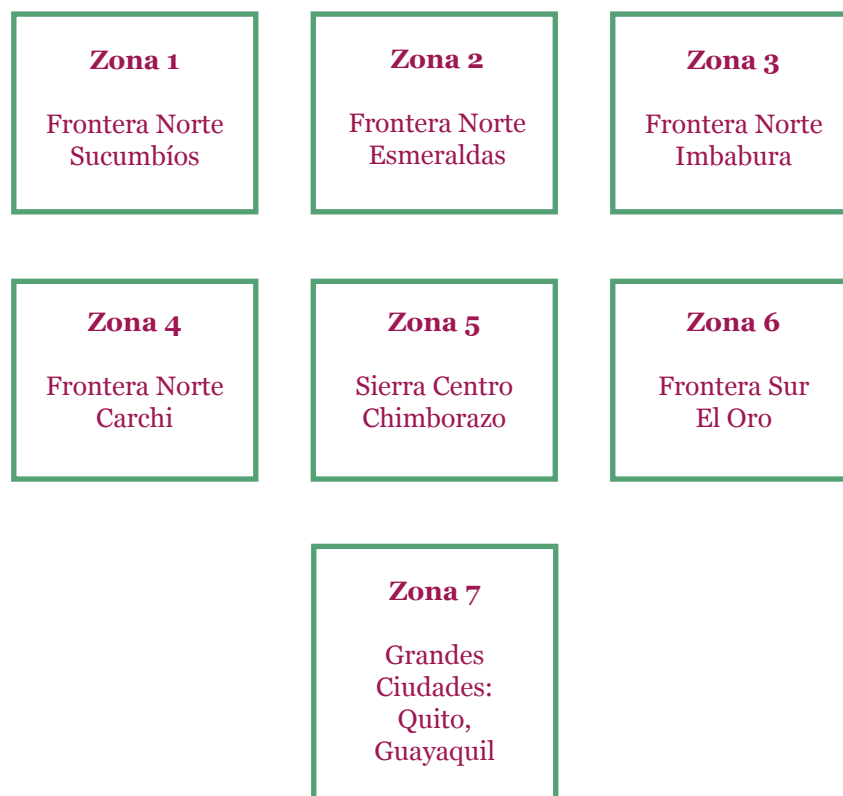 Zona 1
Frontera Norte
Sucumbíos
Zona 2
Frontera Norte
Esmeraldas
Zona 3
Frontera Norte
Imbabura
Zona 4
Frontera Norte
Carchi
Zona 5
Sierra Centro
Chimborazo
Zona 6
Frontera Sur
El Oro
Zona 7
Grandes
Ciudades:
Quito,
Guayaquil